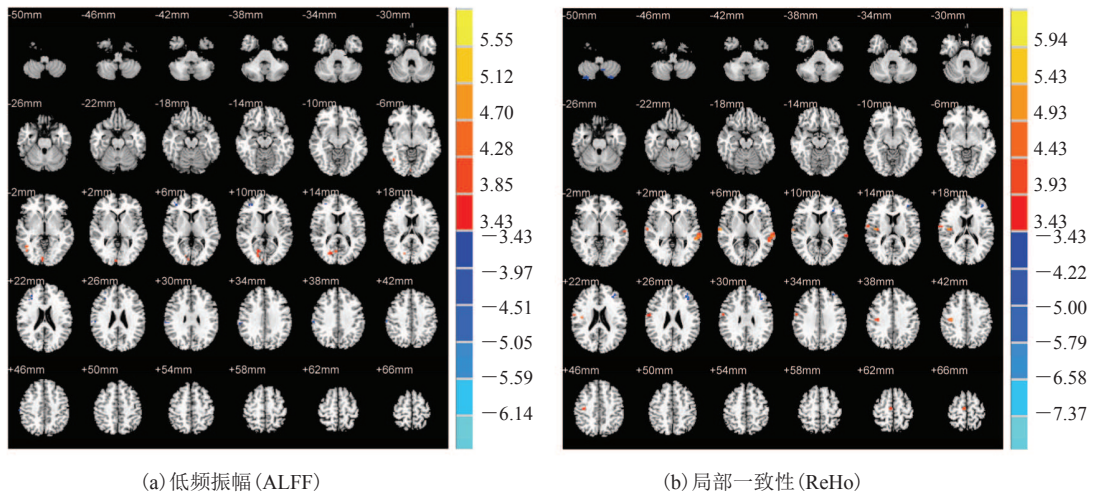 -50mm -46mm -42mm -38mm -34mm -30mm
-26mm -22mm -18mm -14mm -10mm -6mm
-2mm +2mm +6mm +10mm +14mm +18mm
+22mm +26mm +30mm +34mm +38mm +42mm
+46mm +50mm +54mm +58mm +62mm +66mm
5.55
5.12
4.70
4.28
3.85
3.43
−3.43
−3.97
−4.51
−5.05
−5.59
−6.14
(a) 低频振幅(ALFF)
-50mm -46mm -42mm -38mm -34mm -30mm
-26mm -22mm -18mm -14mm -10mm -6mm
-2mm +2mm +6mm +10mm +14mm +18mm
+22mm +26mm +30mm +34mm +38mm +42mm
+46mm +50mm +54mm +58mm +62mm +66mm
5.94
5.43
4.93
4.43
3.93
3.43
−3.43
−4.22
−5.00
−5.79
−6.58
−7.37
(b) 局部一致性(ReHo)